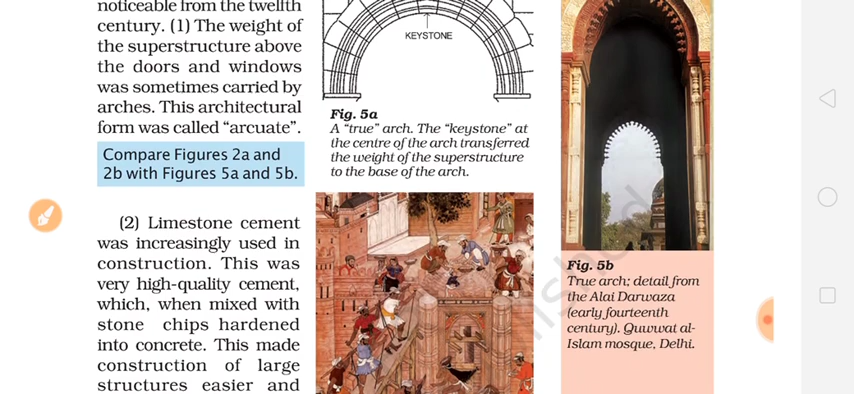 noticeable from the twelfth
century. (1) The weight of
the superstructure above
the doors and windows
was sometimes carried by
arches. This architectural
form was called “arcuate”.
Compare Figures 2a and
2b with Figures 5a and 5b.
(2) Limestone cement
was increasingly used in
construction. This was
very high-quality cement,
which, when mixed with
stone chips hardened
into concrete. This made
construction of large
structures easier and
KEYSTONE
Fig. 5a
A “true” arch. The “keystone” at
the centre of the arch transferred
the weight of the superstructure
to the base of the arch.
Fig. 5b
True arch; detail from
the Alai Darwaza
(early fourteenth
century). Quwwat al-
Islam mosque, Delhi.